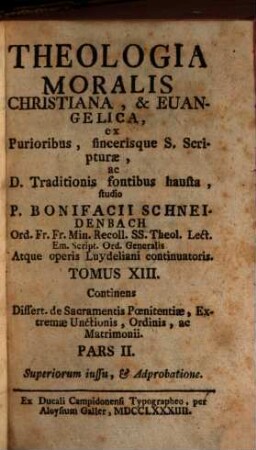 THEOLOGIA
MORALIS
CHRISTIANA, & EUAN-
GELICA,
ex
Purioribus, sincerisque S. Scri-
pturæ,
ac
D. Traditionis fontibus hausta,
studio
P. BONIFACII SCHNEI-
DENBACH
Ord. Fr. Fr. Min. Recoll. SS. Theol. Lect.
Em. Script. Ord. Generalis
Atque operis Luydeliani continuatoris.
TOMUS XIII.
Continens
Dissert. de Sacramentis Pœnitentiæ, Ex-
tremæ Unctionis, Ordinis, ac
Matrimonii.
PARS II.
Superiorum jussu, & Adprobatione.
Ex Ducali Campidonensi Typographeo, per
Aloysium Galler, MDCCLXXXIIII.